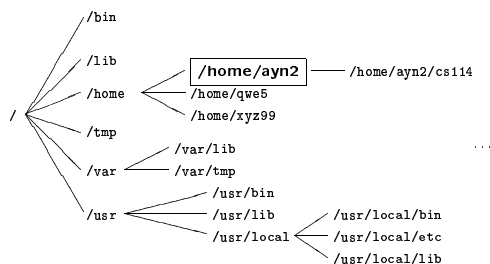 /bin
/lib
/home/ayn2 /home/ayn2/cs114
/home /home/qwe5
/ /home/xyz99
/tmp
/var/lib
/var /var/tmp
...
/usr/bin
/usr /usr/lib /usr/local/bin
/usr/local /usr/local/etc
/usr/local/lib